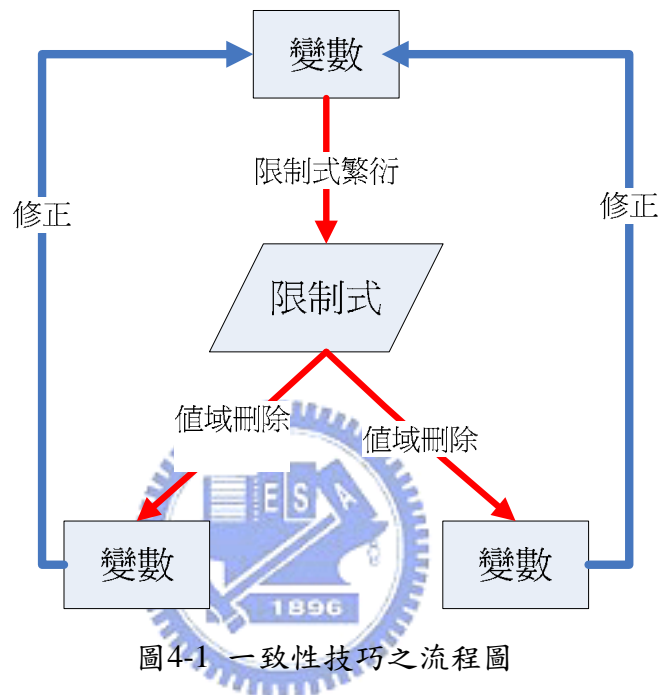 變數
限制式繁衍
修正
修正
限制式
值域刪除
值域刪除
E S A
變數
變數
1896
圖4-1 一致性技巧之流程圖